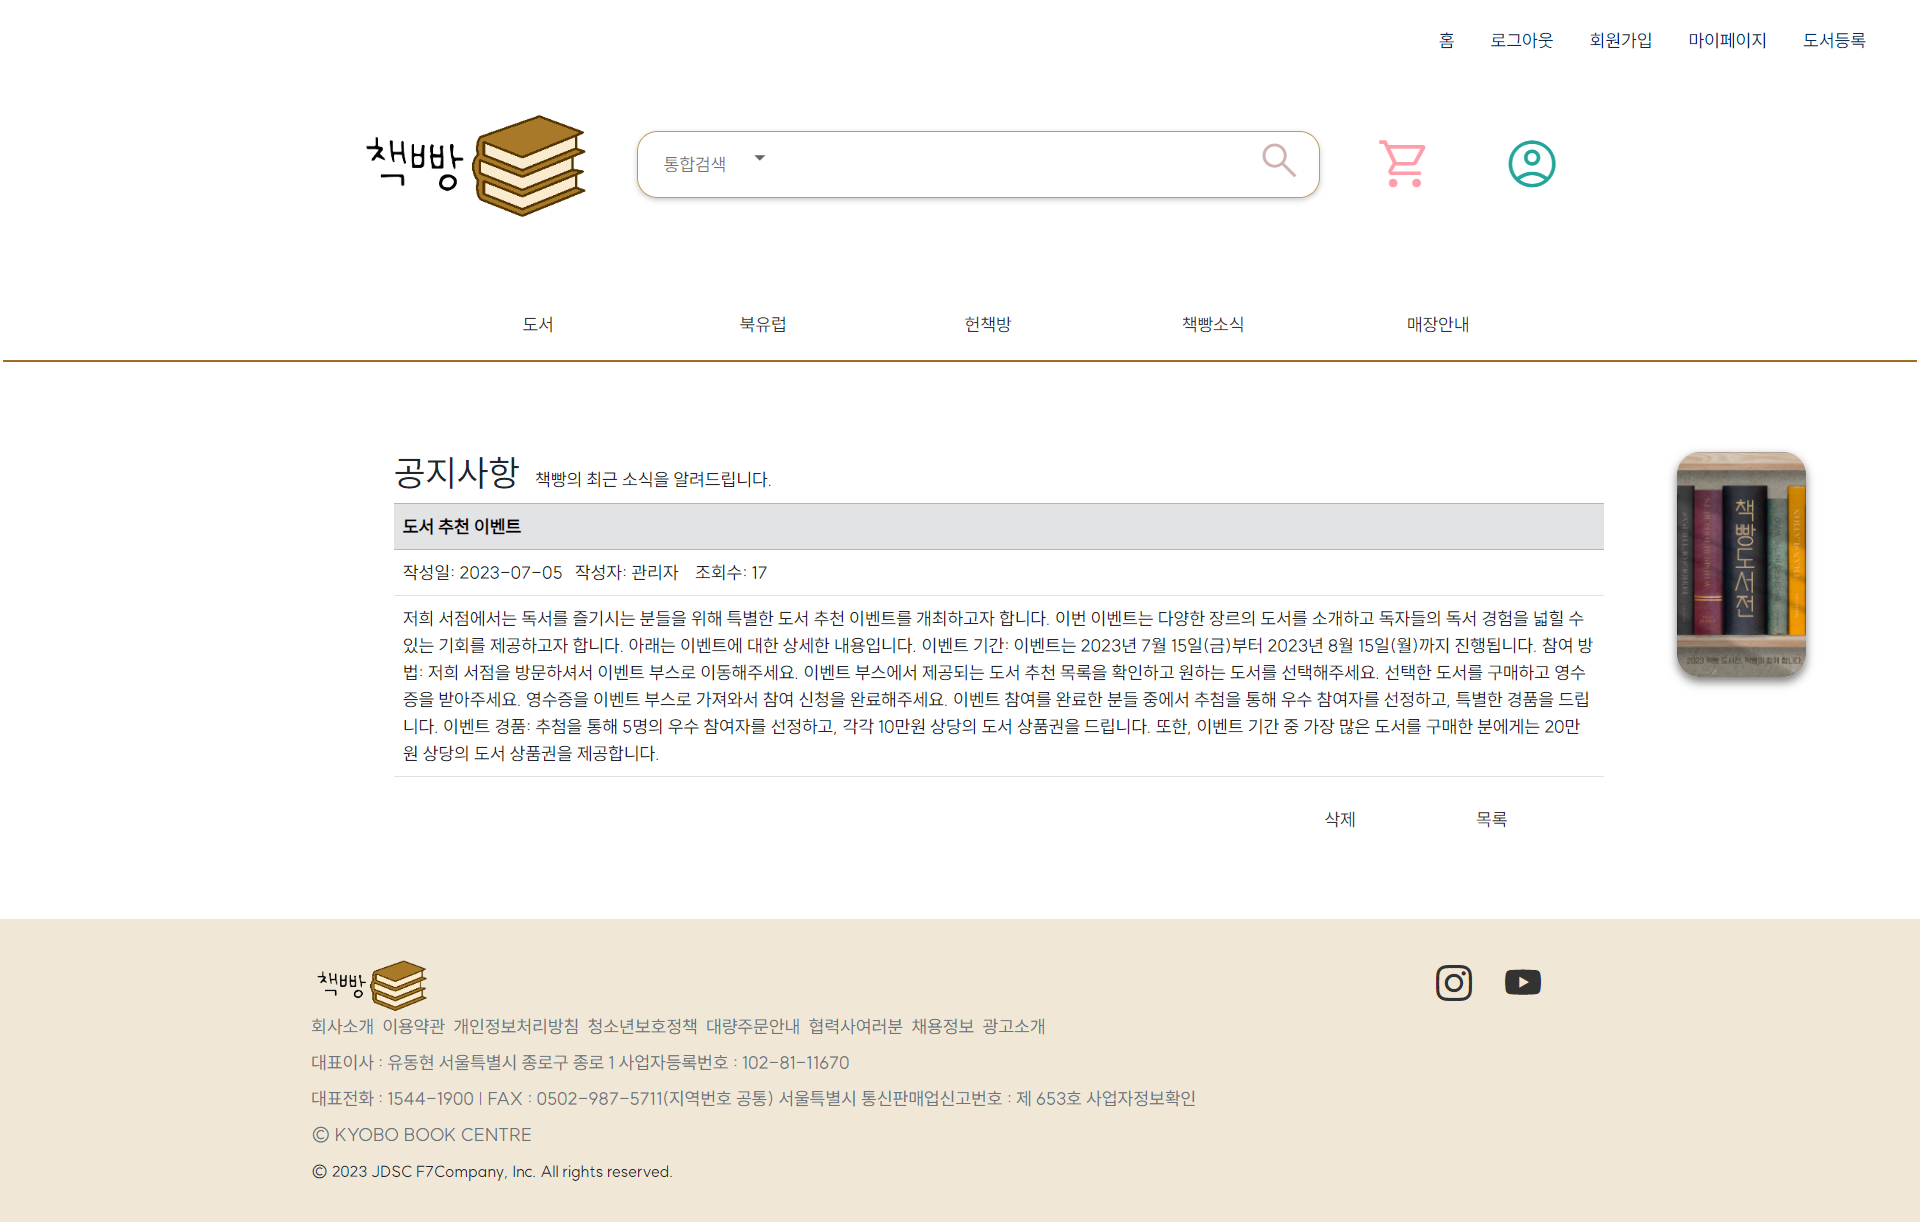 홈 로그아웃 회원가입 마이페이지 도서등록
책빵
통합검색
도서 북유럽 헌책방 책빵소식 매장안내
공지사항 책빵의 최근 소식을 알려드립니다.
도서 추천 이벤트
작성일: 2023-07-05 작성자: 관리자 조회수: 17
저희 서점에서는 독서를 즐기시는 분들을 위해 특별한 도서 추천 이벤트를 개최하고자 합니다. 이번 이벤트는 다양한 장르의 도서를 소개하고 독자들의 독서 경험을 넓힐 수
있는 기회를 제공하고자 합니다. 아래는 이벤트에 대한 상세한 내용입니다. 이벤트 기간: 이벤트는 2023년 7월 15일(금)부터 2023년 8월 15일(월)까지 진행됩니다. 참여 방
법: 저희 서점을 방문하셔서 이벤트 부스로 이동해주세요. 이벤트 부스에서 제공되는 도서 추천 목록을 확인하고 원하는 도서를 선택해주세요. 선택한 도서를 구매하고 영수
증을 받아주세요. 영수증을 이벤트 부스로 가져와서 참여 신청을 완료해주세요. 이벤트 참여를 완료한 분들 중에서 추첨을 통해 우수 참여자를 선정하고, 특별한 경품을 드립
니다. 이벤트 경품: 추첨을 통해 5명의 우수 참여자를 선정하고, 각각 10만원 상당의 도서 상품권을 드립니다. 또한, 이벤트 기간 중 가장 많은 도서를 구매한 분에게는 20만
원 상당의 도서 상품권을 제공합니다.
삭제 목록
책빵도서전
2023 책빵 도서전, 책빵이 함께 합니다.
책빵
회사소개 이용약관 개인정보처리방침 청소년보호정책 대량주문안내 협력사여러분 채용정보 광고소개
대표이사 : 유동현 서울특별시 종로구 종로 1 사업자등록번호 : 102-81-11670
대표전화 : 1544-1900 | FAX : 0502-987-5711(지역번호 공통) 서울특별시 통신판매업신고번호 : 제 653호 사업자정보확인
© KYOBO BOOK CENTRE
© 2023 JDSC F7Company, Inc. All rights reserved.